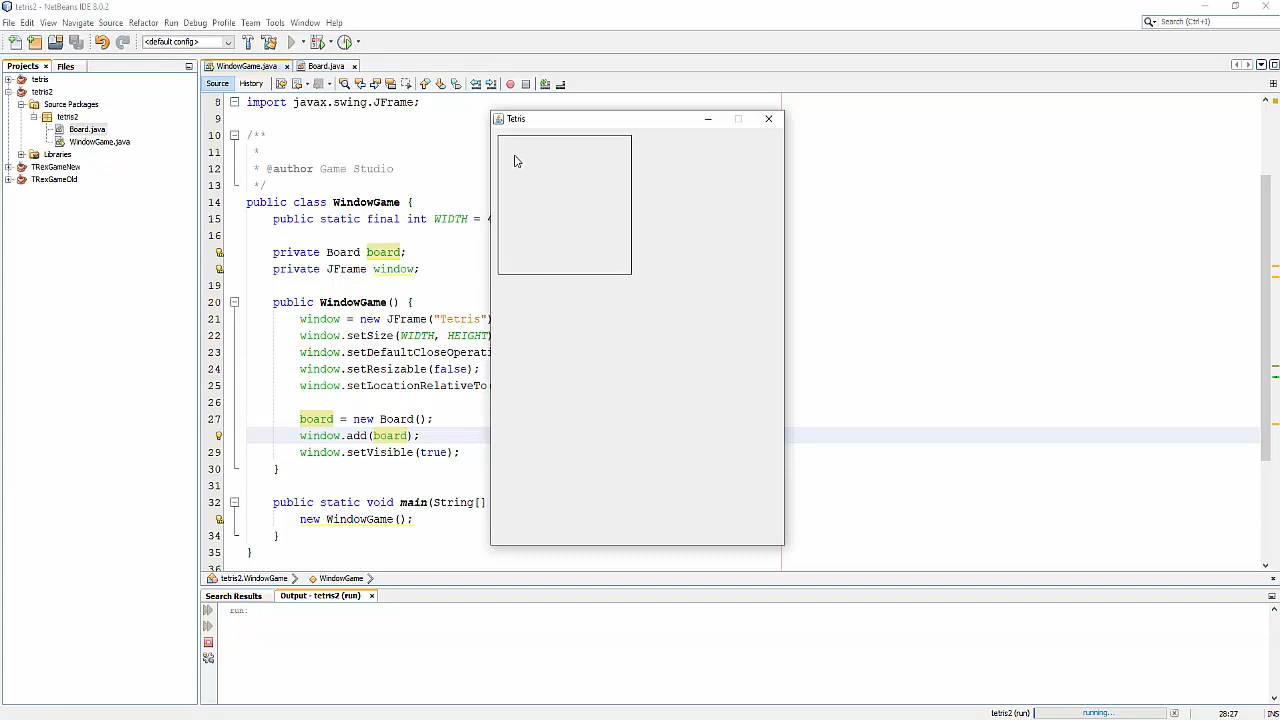 tetris2 - NetBeans IDE 8.0.2
File Edit View Navigate Source Refactor Run Debug Profile Team Tools Window Help
Search (Ctrl+I)
<default config>
Projects
Files
WindowGame.java
Board.java
Source
History
tetris
tetris2
Source Packages
tetris2
Board.java
WindowGame.java
Libraries
TRexGameNew
TRexGameOld
8 import javax.swing.JFrame;
9
10 /**
11 *
12 * @author Game Studio
13 */
14 public class WindowGame {
15 public static final int WIDTH = 4
16
private Board board;
private JFrame window;
19
20 public WindowGame() {
21 window = new JFrame("Tetris")
22 window.setSize(WIDTH, HEIGHT)
23 window.setDefaultCloseOperati
24 window.setResizable(false);
25 window.setLocationRelativeTo(
26
27 board = new Board();
window.add(board);
29 window.setVisible(true);
30 }
31
32 public static void main(String[]
new WindowGame();
34 }
35 }
36
Tetris
tetris2.WindowGame
WindowGame
Search Results
Output - tetris2 (run)
run:
tetris2 (run)
running...
28:27
INS